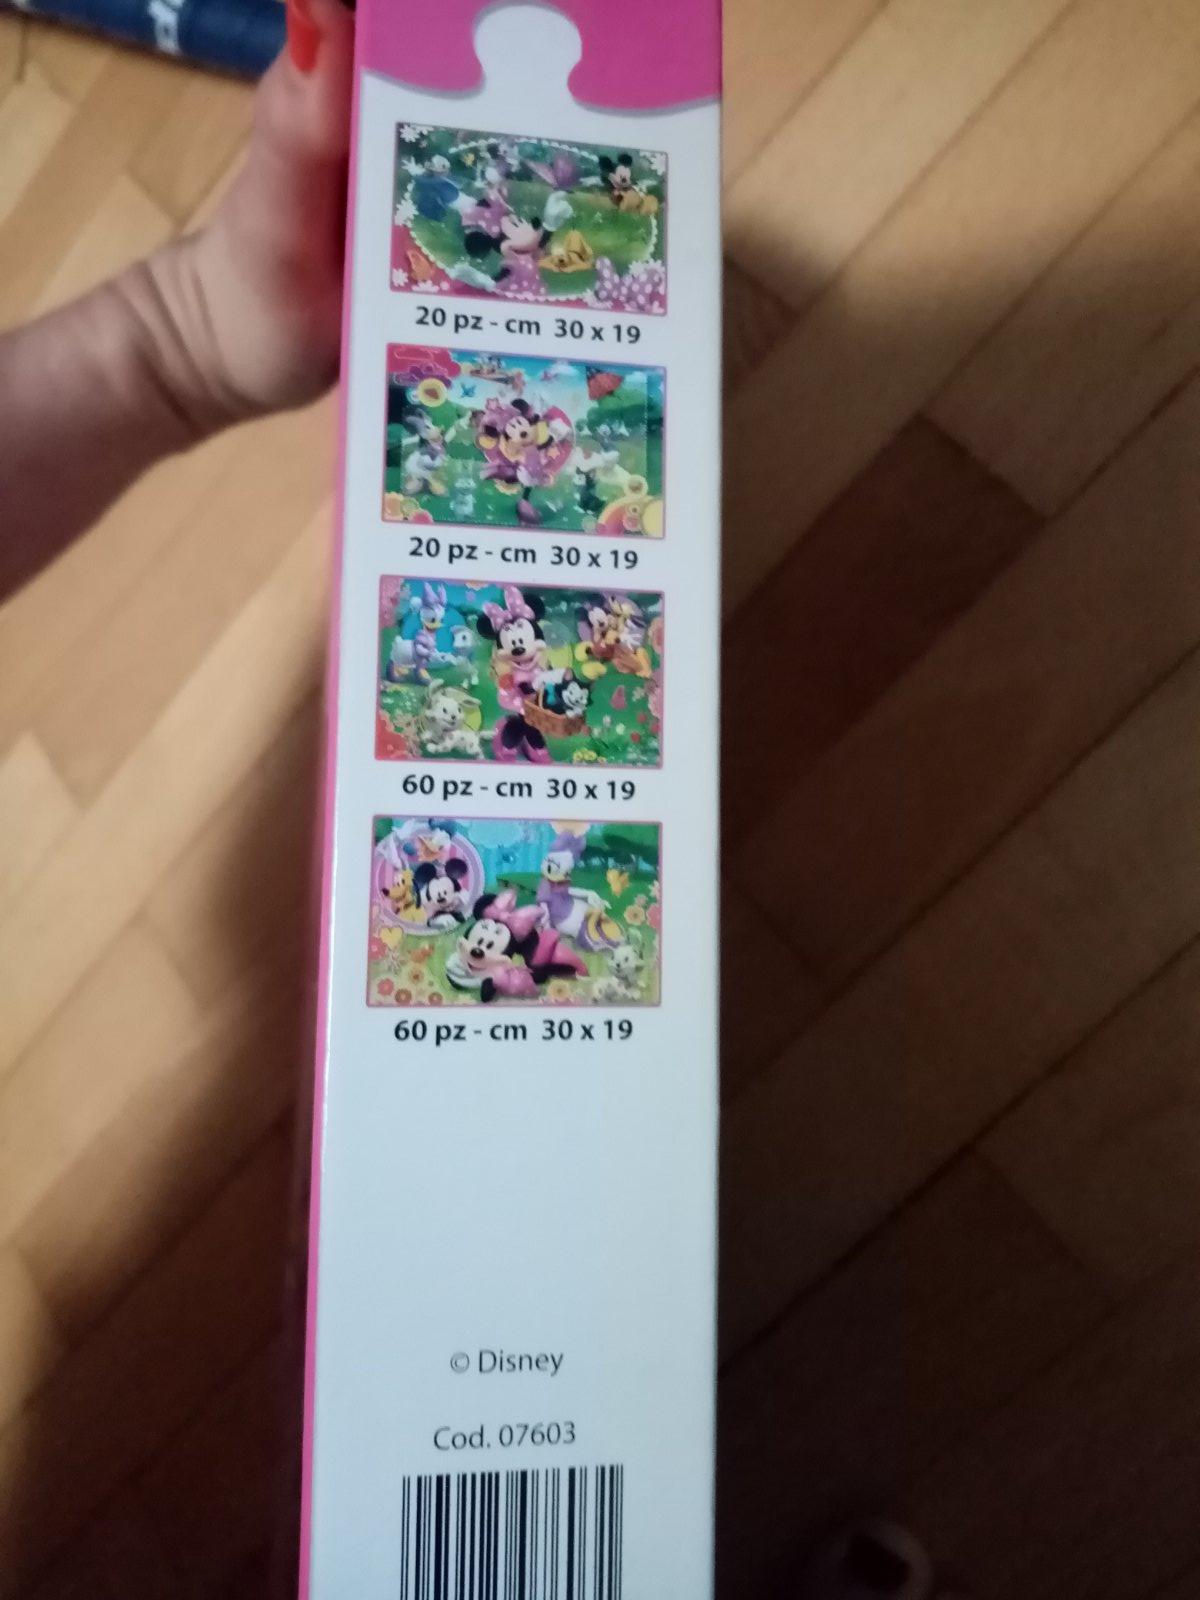 20 pz - cm 30 x 19
20 pz - cm 30 x 19
60 pz - cm 30 x 19
60 pz - cm 30 x 19
© Disney
Cod. 07603